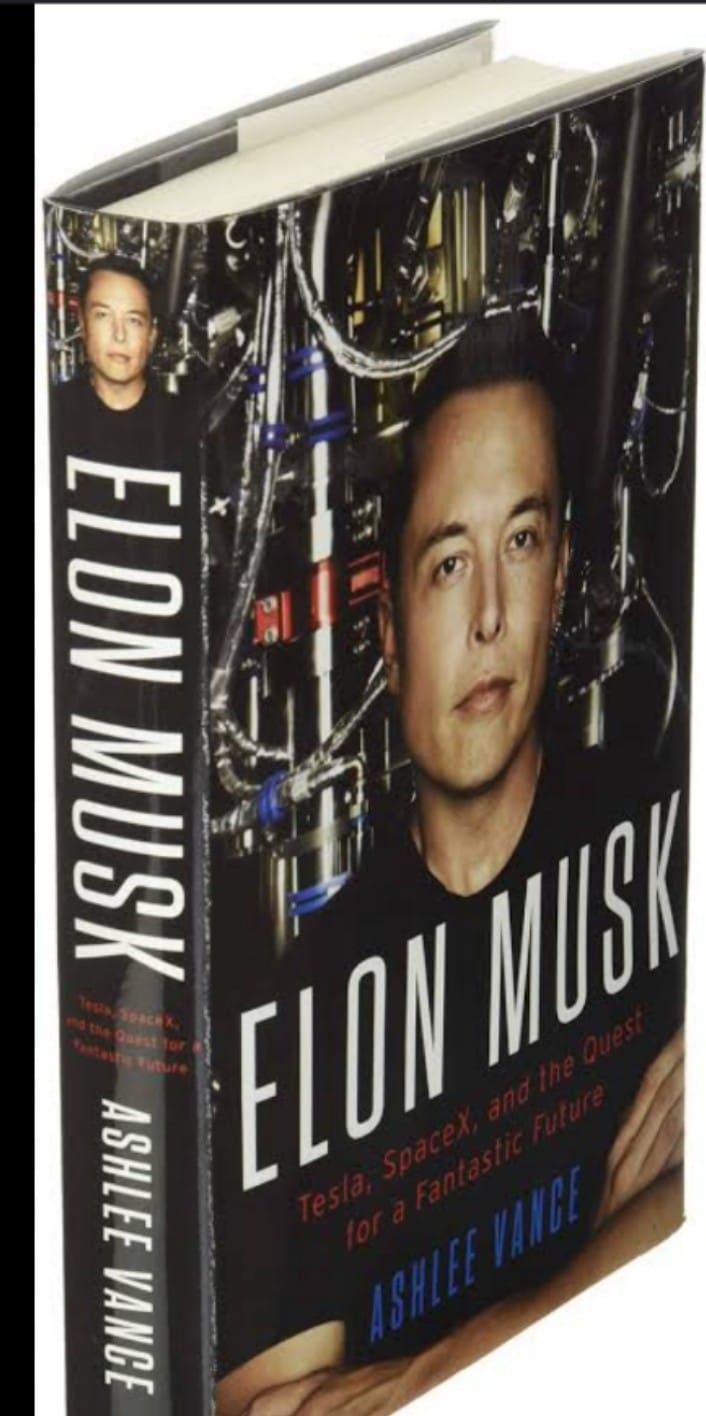 ELON MUSK
Tesla, SpaceX,
and the Quest for a
Fantastic Future
ASHLEE VANCE
ELON MUSK
Tesla, SpaceX, and the Quest
for a Fantastic Future
ASHLEE VANCE